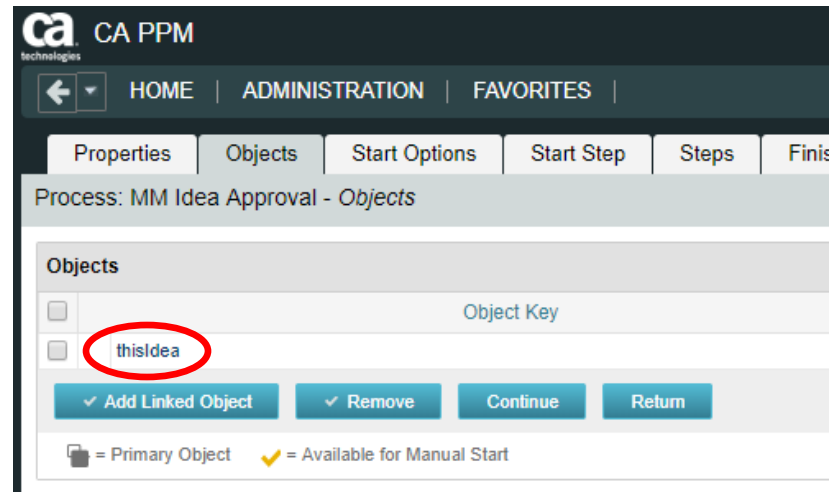 ca CA PPM
technologies
HOME | ADMINISTRATION | FAVORITES |
Properties Objects Start Options Start Step Steps Finis
Process: MM Idea Approval - Objects
Objects
Object Key
thisIdea
✓ Add Linked Object ✓ Remove Continue Return
= Primary Object ✓ = Available for Manual Start